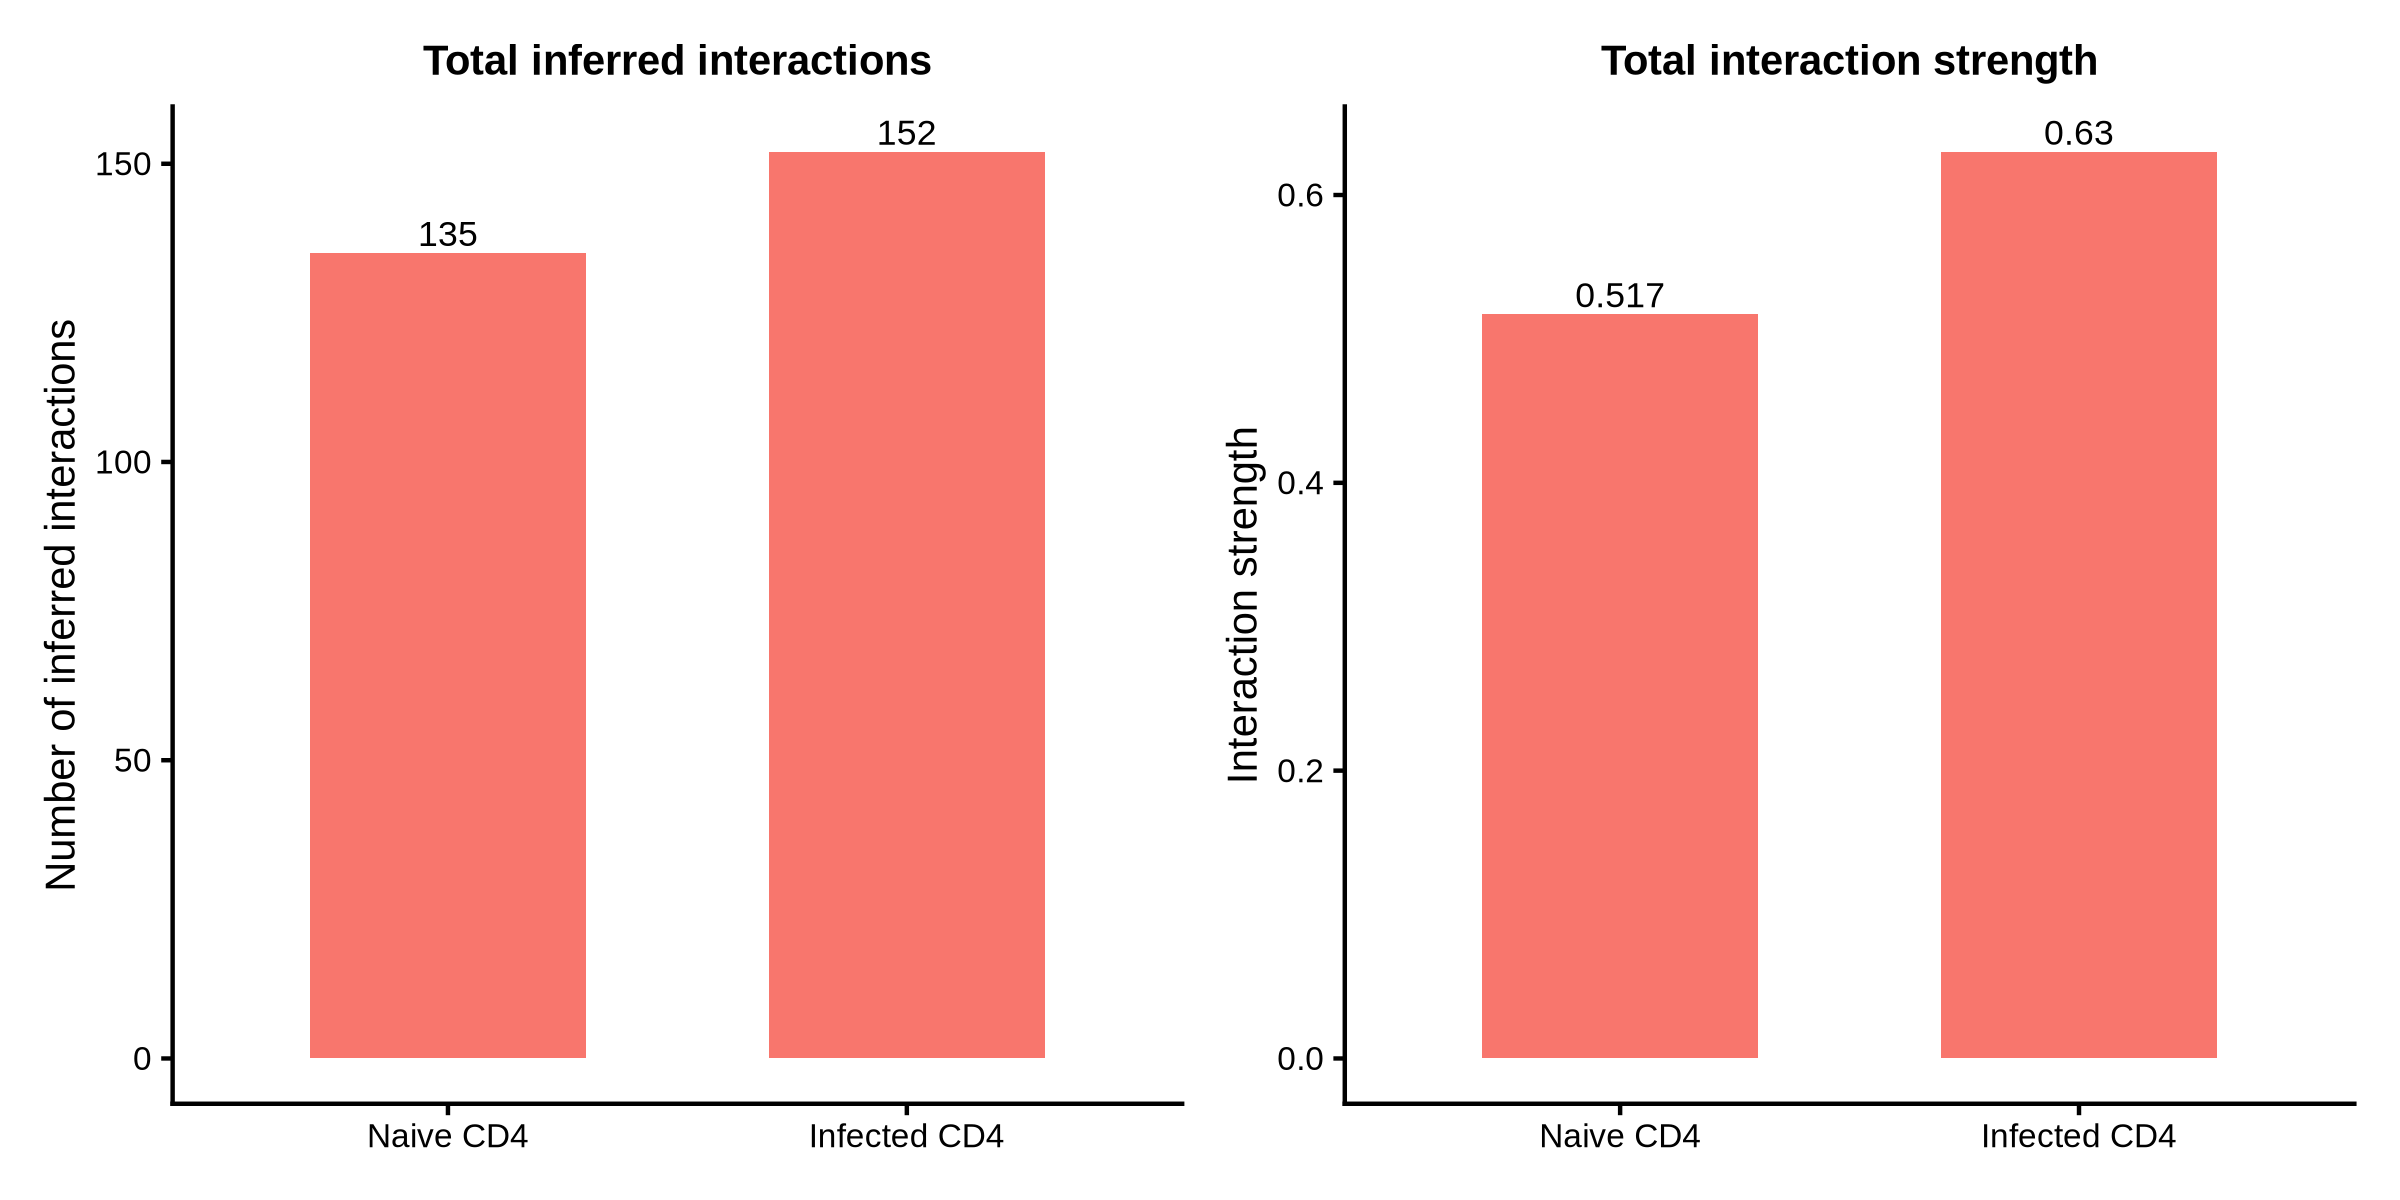 Total inferred interactions
Number of inferred interactions
150
100
50
0
135
152
Naive CD4
Infected CD4
Total interaction strength
Interaction strength
0.6
0.4
0.2
0.0
0.517
0.63
Naive CD4
Infected CD4